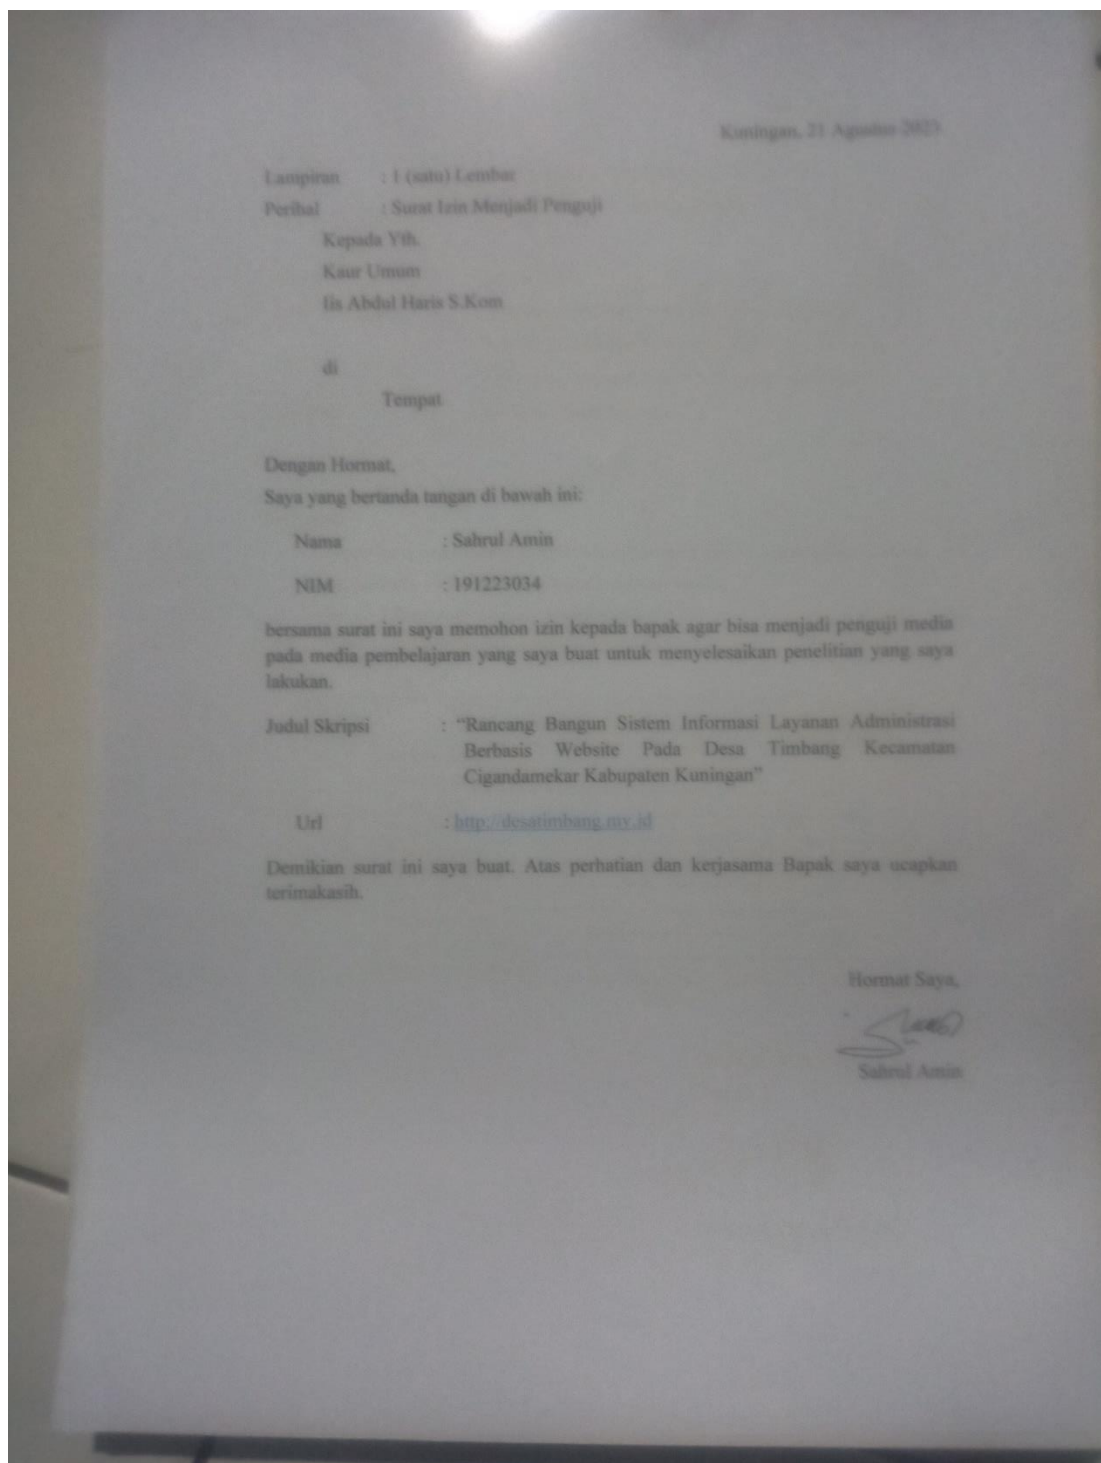 Kuningan, 21 Agustus 2023
Lampiran : 1 (satu) Lembar
Perihal : Surat Izin Menjadi Penguji
Kepada Yth.
Kaur Umum
Iis Abdul Haris S.Kom
di
Tempat
Dengan Hormat,
Saya yang bertanda tangan di bawah ini:
Nama : Sahrul Amin
NIM : 191223034
bersama surat ini saya memohon izin kepada bapak agar bisa menjadi penguji media
pada media pembelajaran yang saya buat untuk menyelesaikan penelitian yang saya
lakukan.
Judul Skripsi : “Rancang Bangun Sistem Informasi Layanan Administrasi
Berbasis Website Pada Desa Timbang Kecamatan
Cigandamekar Kabupaten Kuningan”
Url : http://desatimbang.my.id
Demikian surat ini saya buat. Atas perhatian dan kerjasama Bapak saya ucapkan
terimakasih.
Hormat Saya,
Sahrul Amin